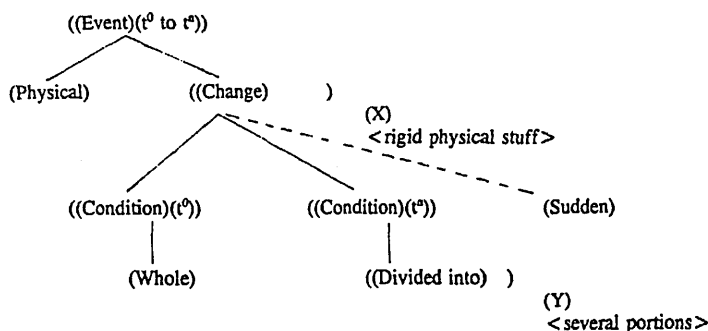 ((Event)(t⁰ to tⁿ))
(Physical) ((Change) )
(X)
<rigid physical stuff>
((Condition)(t⁰)) ((Condition)(tⁿ)) (Sudden)
(Whole) ((Divided into) )
(Y)
<several portions>